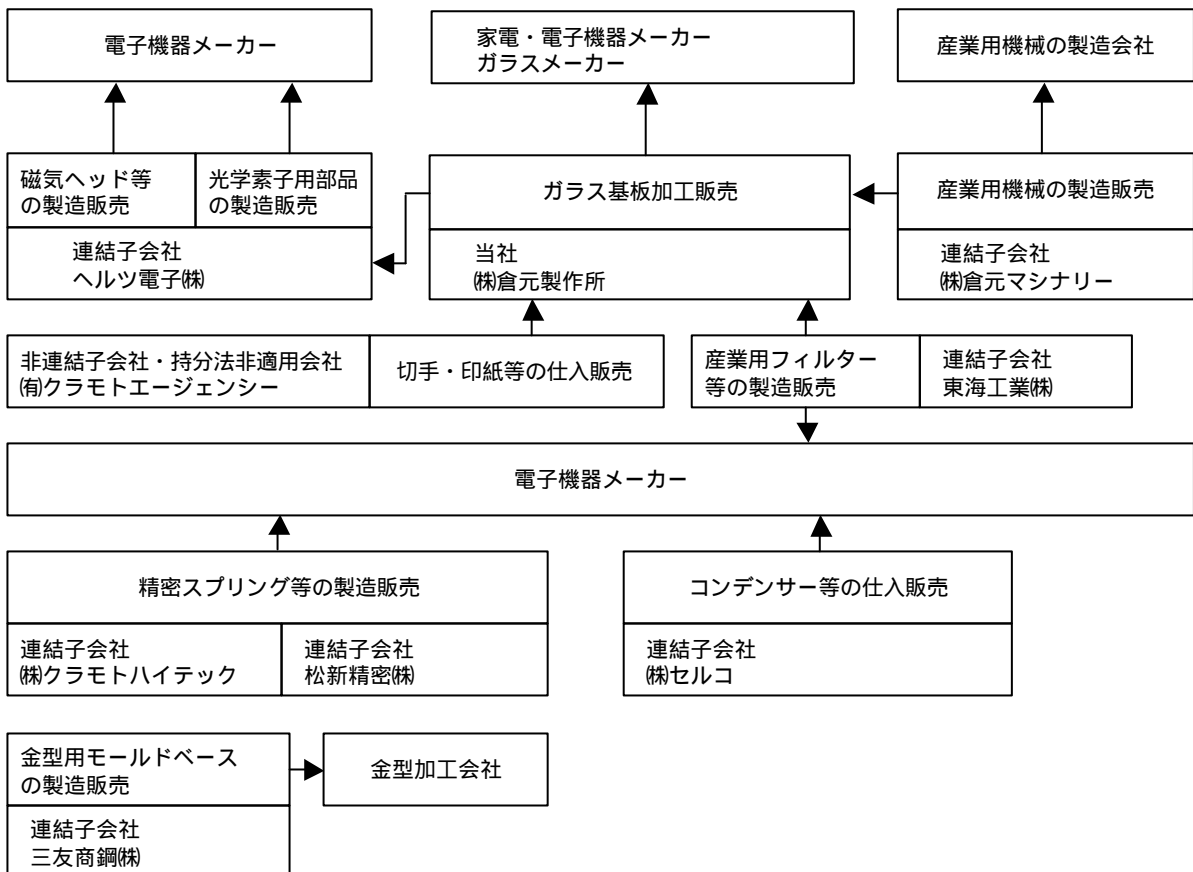 電子機器メーカー
家電・電子機器メーカー
ガラスメーカー
産業用機械の製造会社
磁気ヘッド等
の製造販売
光学素子用部品
の製造販売
連結子会社
ヘルツ電子㈱
ガラス基板加工販売
当社
㈱倉元製作所
産業用機械の製造販売
連結子会社
㈱倉元マシナリー
非連結子会社・持分法非適用会社
㈲クラモトエージェンシー
切手・印紙等の仕入販売
産業用フィルター
等の製造販売
連結子会社
東海工業㈱
電子機器メーカー
精密スプリング等の製造販売
連結子会社
㈱クラモトハイテック
連結子会社
松新精密㈱
コンデンサー等の仕入販売
連結子会社
㈱セルコ
金型用モールドベース
の製造販売
連結子会社
三友商鋼㈱
金型加工会社